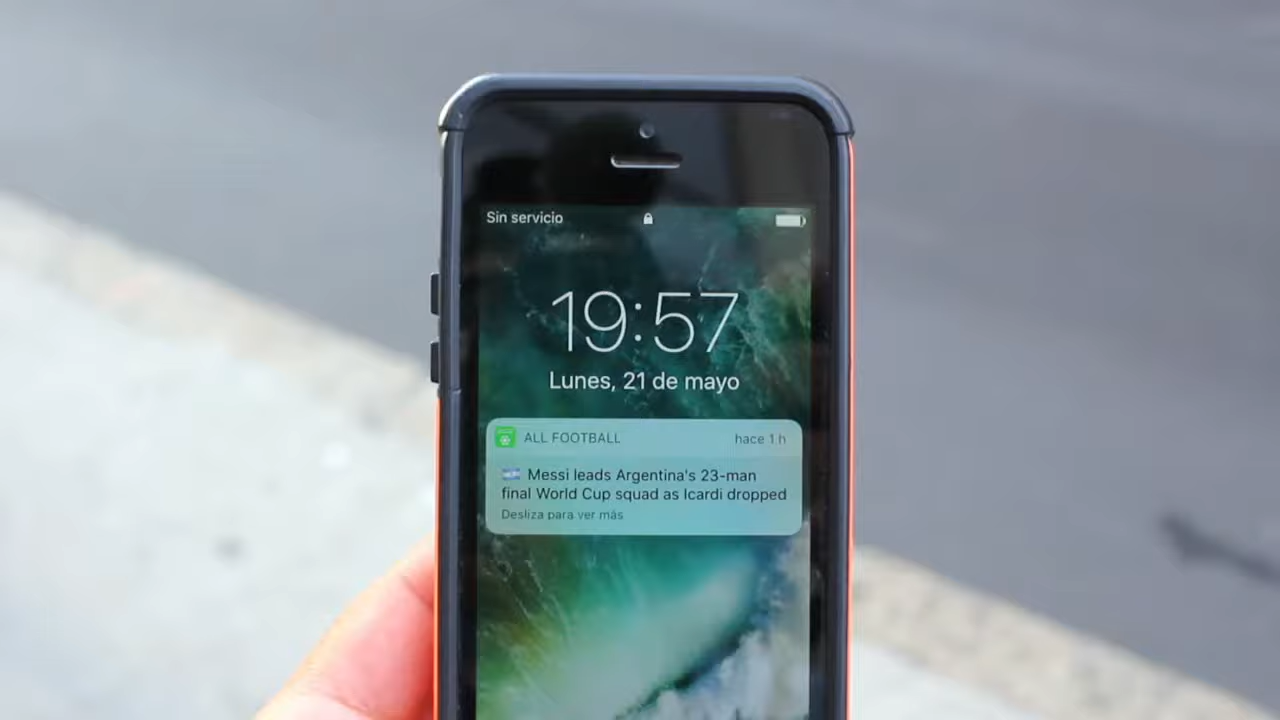 Sin servicio
19:57
Lunes, 21 de mayo
ALL FOOTBALL hace 1 h
🇦🇷 Messi leads Argentina's 23-man
final World Cup squad as Icardi dropped
Desliza para ver más